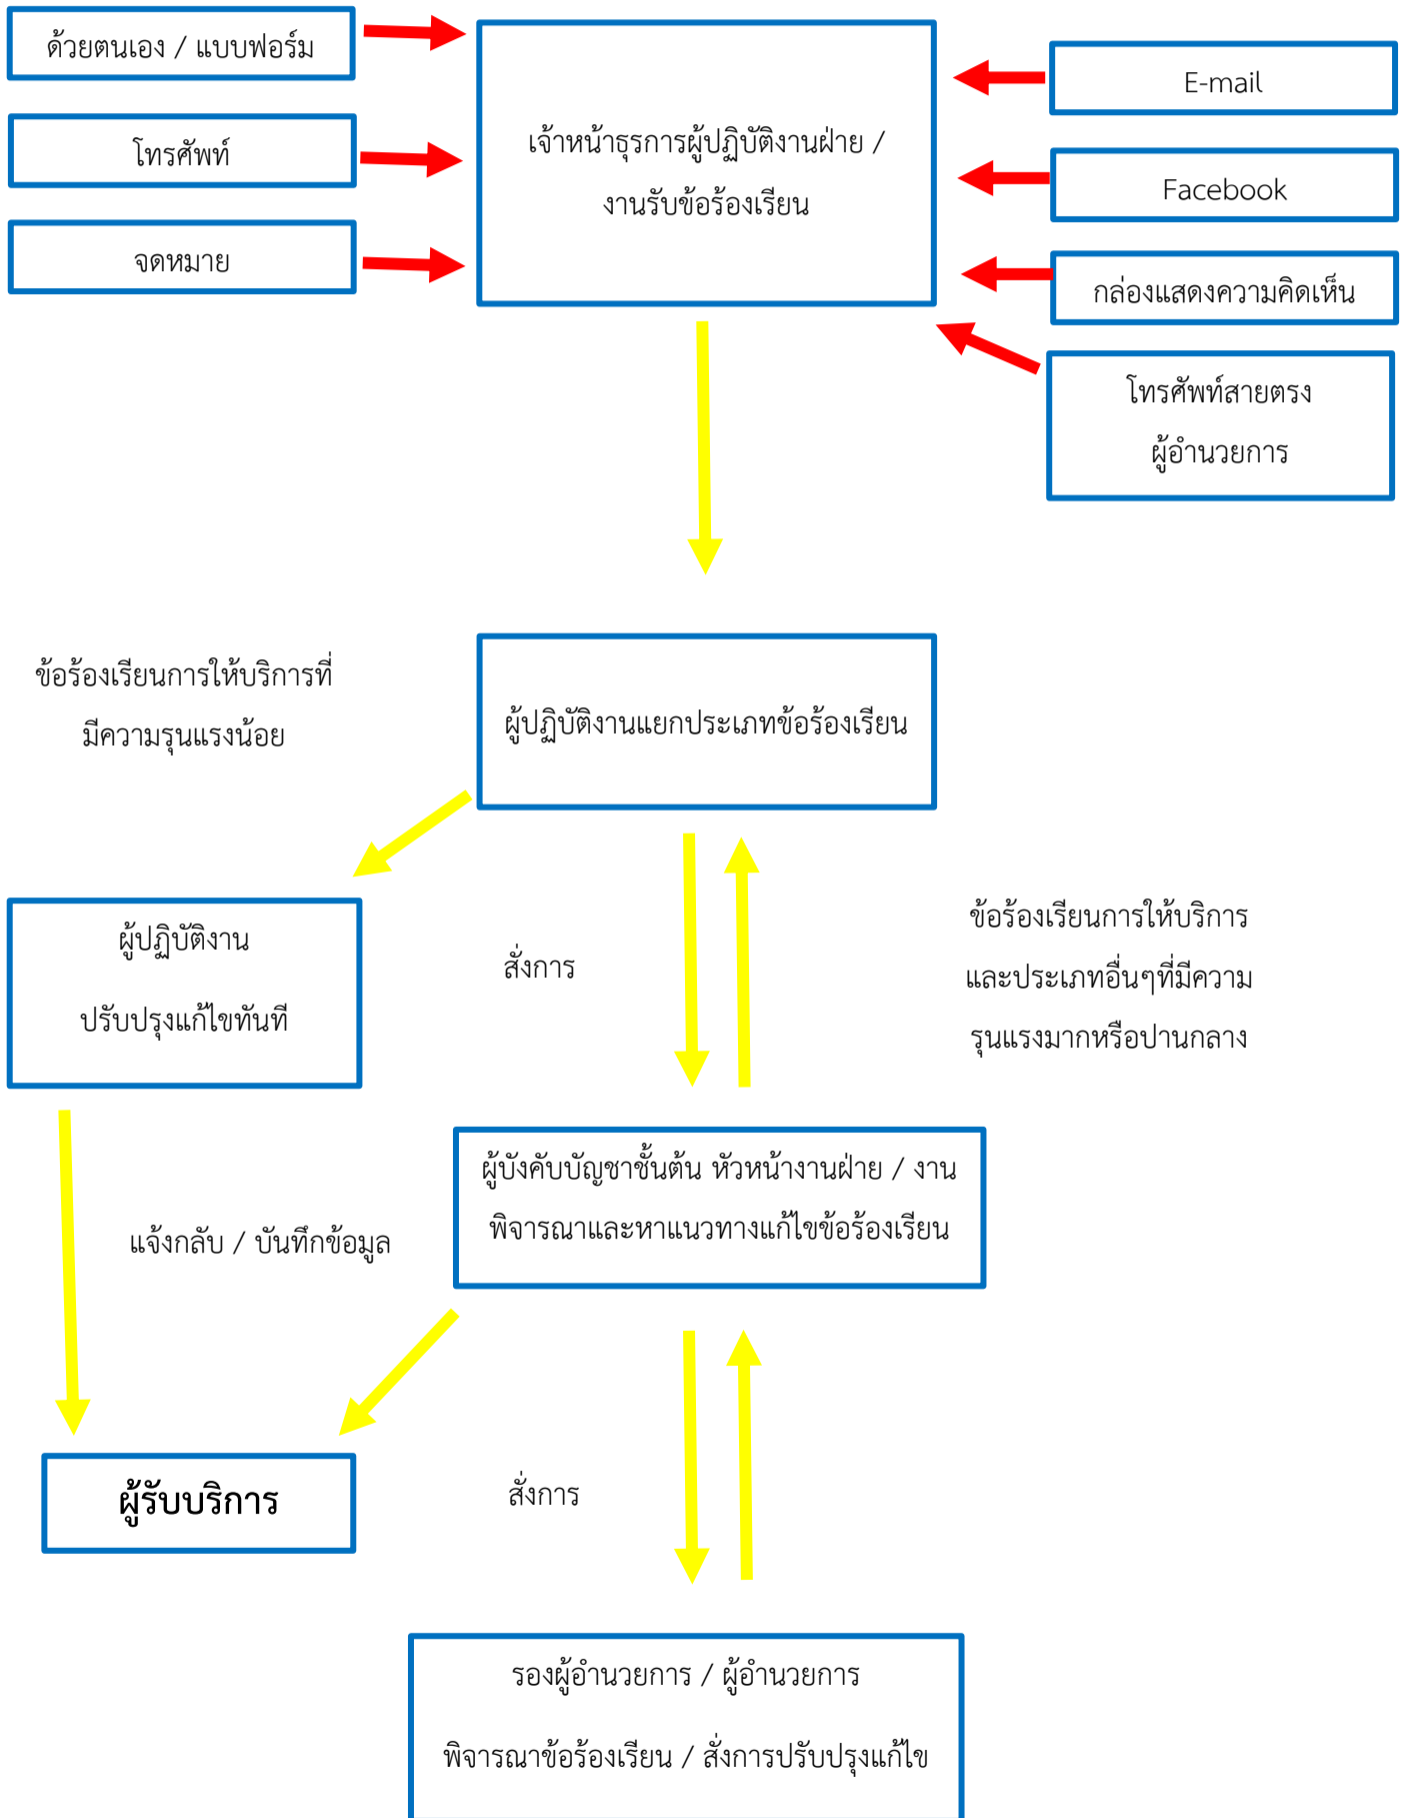 ด้วยตนเอง / แบบฟอร์ม
โทรศัพท์
จดหมาย
เจ้าหน้าธุรการผู้ปฏิบัติงานฝ่าย /
งานรับข้อร้องเรียน
E-mail
Facebook
กล่องแสดงความคิดเห็น
โทรศัพท์สายตรง
ผู้อำนวยการ
ข้อร้องเรียนการให้บริการที่
มีความรุนแรงน้อย
ผู้ปฏิบัติงานแยกประเภทข้อร้องเรียน
ผู้ปฏิบัติงาน
ปรับปรุงแก้ไขทันที
สั่งการ
ข้อร้องเรียนการให้บริการ
และประเภทอื่นๆที่มีความ
รุนแรงมากหรือปานกลาง
ผู้บังคับบัญชาชั้นต้น หัวหน้างานฝ่าย / งาน
พิจารณาและหาแนวทางแก้ไขข้อร้องเรียน
แจ้งกลับ / บันทึกข้อมูล
ผู้รับบริการ
สั่งการ
รองผู้อำนวยการ / ผู้อำนวยการ
พิจารณาข้อร้องเรียน / สั่งการปรับปรุงแก้ไข